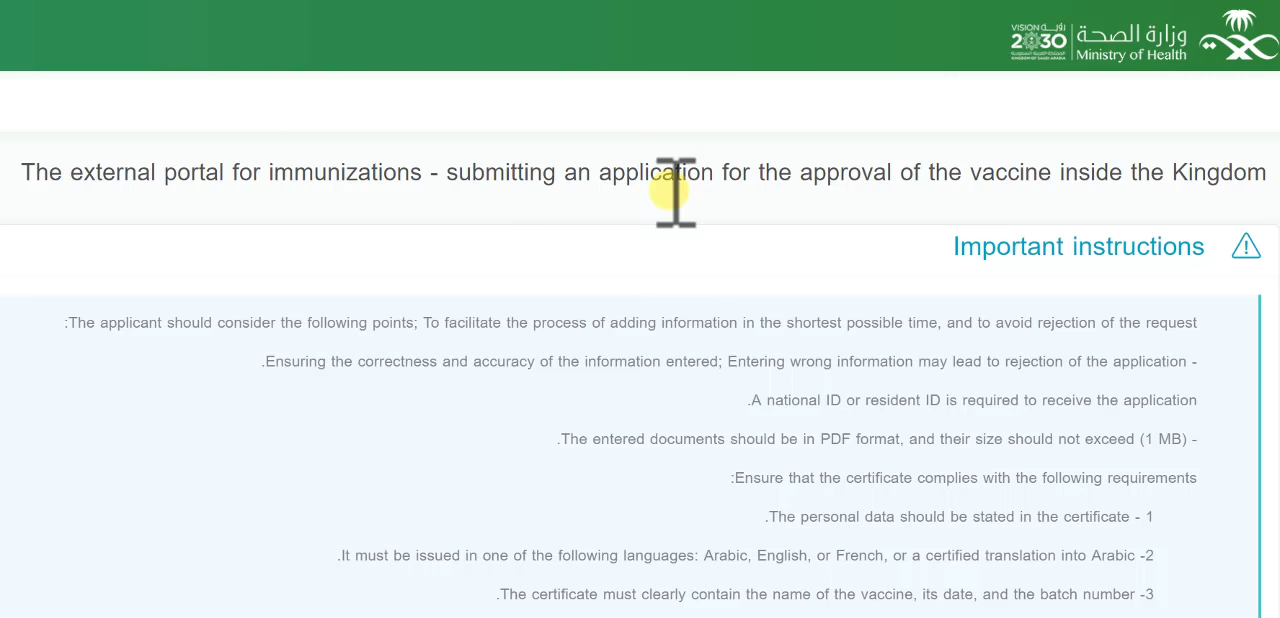 VISION رؤية
2030
المملكة العربية السعودية
KINGDOM OF SAUDI ARABIA
وزارة الصحة
Ministry of Health
The external portal for immunizations - submitting an application for the approval of the vaccine inside the Kingdom
Important instructions
:The applicant should consider the following points; To facilitate the process of adding information in the shortest possible time, and to avoid rejection of the request
.Ensuring the correctness and accuracy of the information entered; Entering wrong information may lead to rejection of the application -
.A national ID or resident ID is required to receive the application
.The entered documents should be in PDF format, and their size should not exceed (1 MB) -
:Ensure that the certificate complies with the following requirements
.The personal data should be stated in the certificate - 1
.It must be issued in one of the following languages: Arabic, English, or French, or a certified translation into Arabic -2
.The certificate must clearly contain the name of the vaccine, its date, and the batch number -3